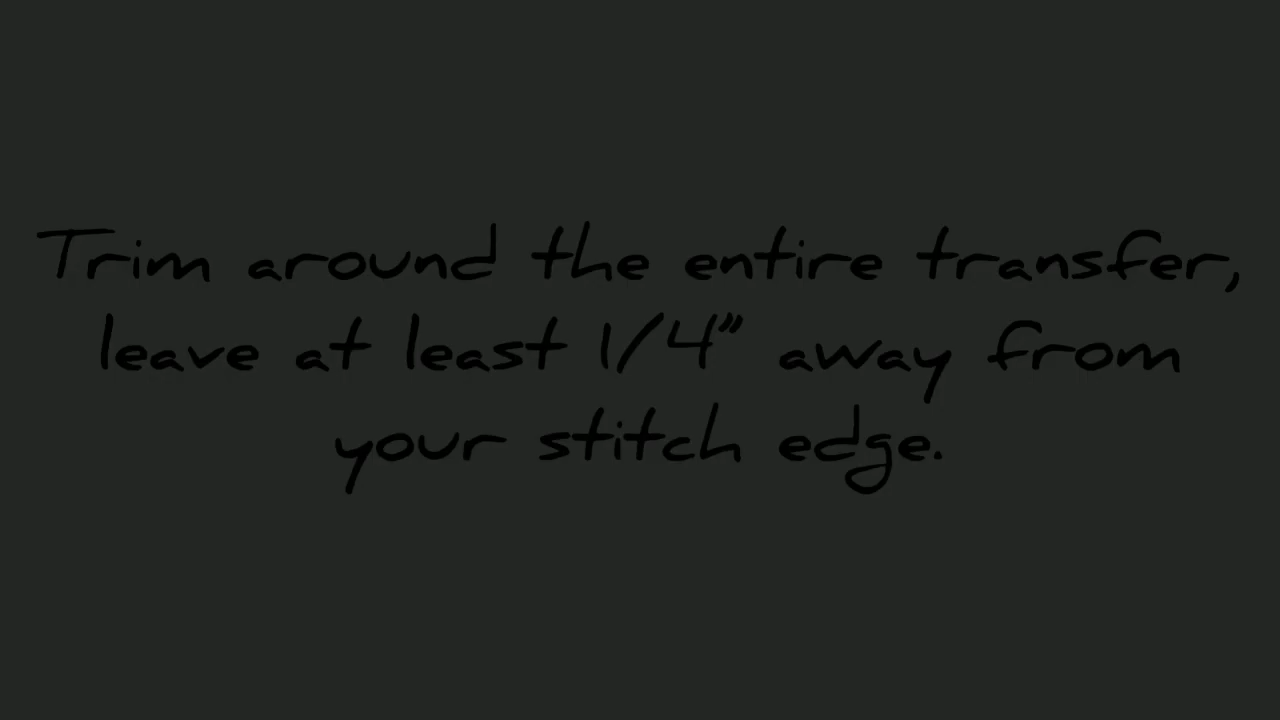 Trim around the entire transfer,
leave at least 1/4" away from
your stitch edge.